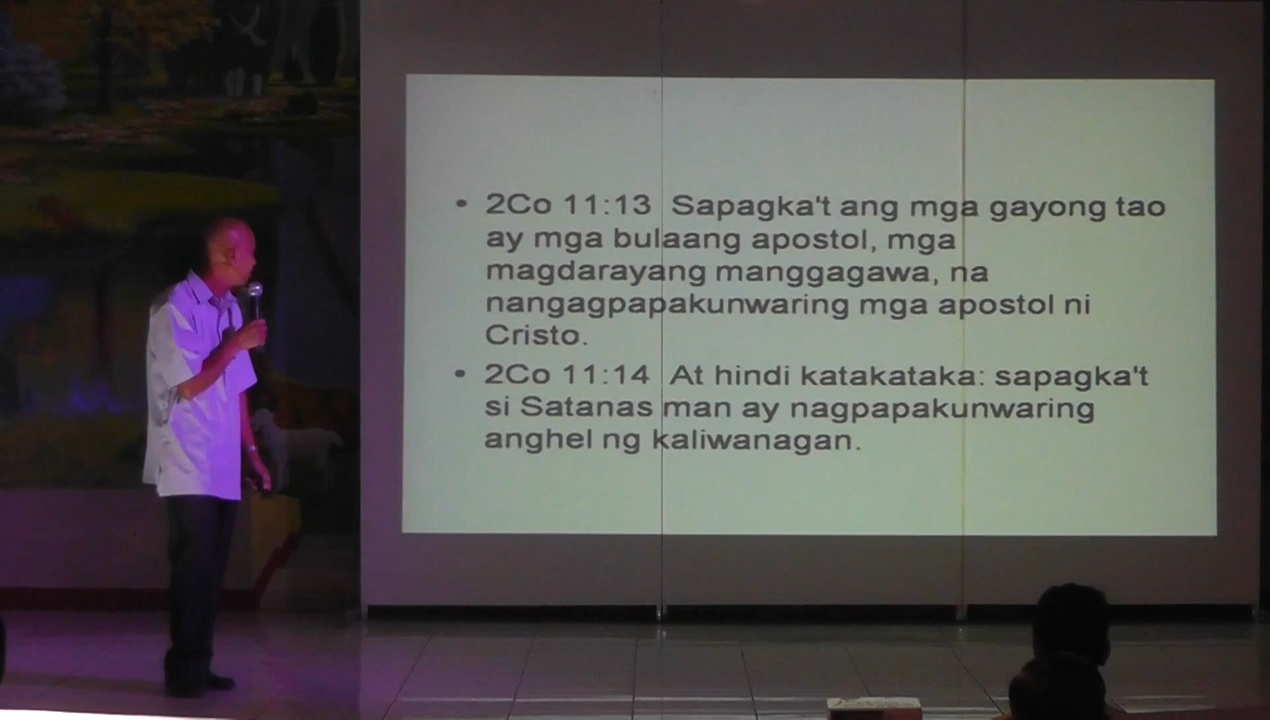 • 2Co 11:13 Sapagka't ang mga gayong tao
ay mga bulaang apostol, mga
magdarayang manggagawa, na
nangagpapakunwaring mga apostol ni
Cristo.
• 2Co 11:14 At hindi katakataka: sapagka't
si Satanas man ay nagpapakunwaring
anghel ng kaliwanagan.